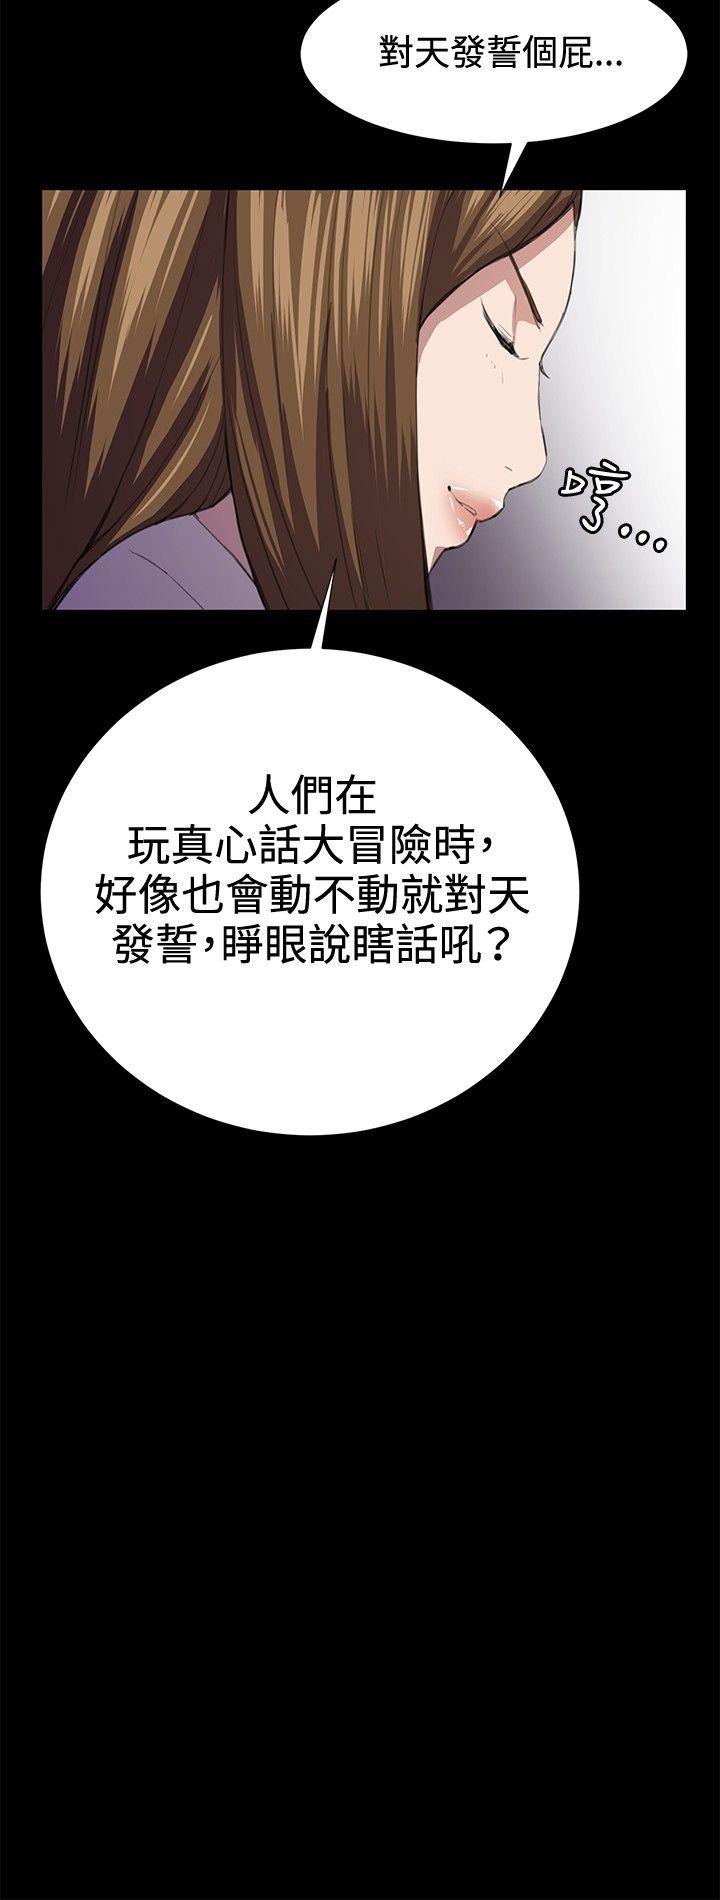 對天發誓個屁…
哼…
人們在
玩真心話大冒險時，
好像也會動不動就對天
發誓，睜眼說瞎話吼？